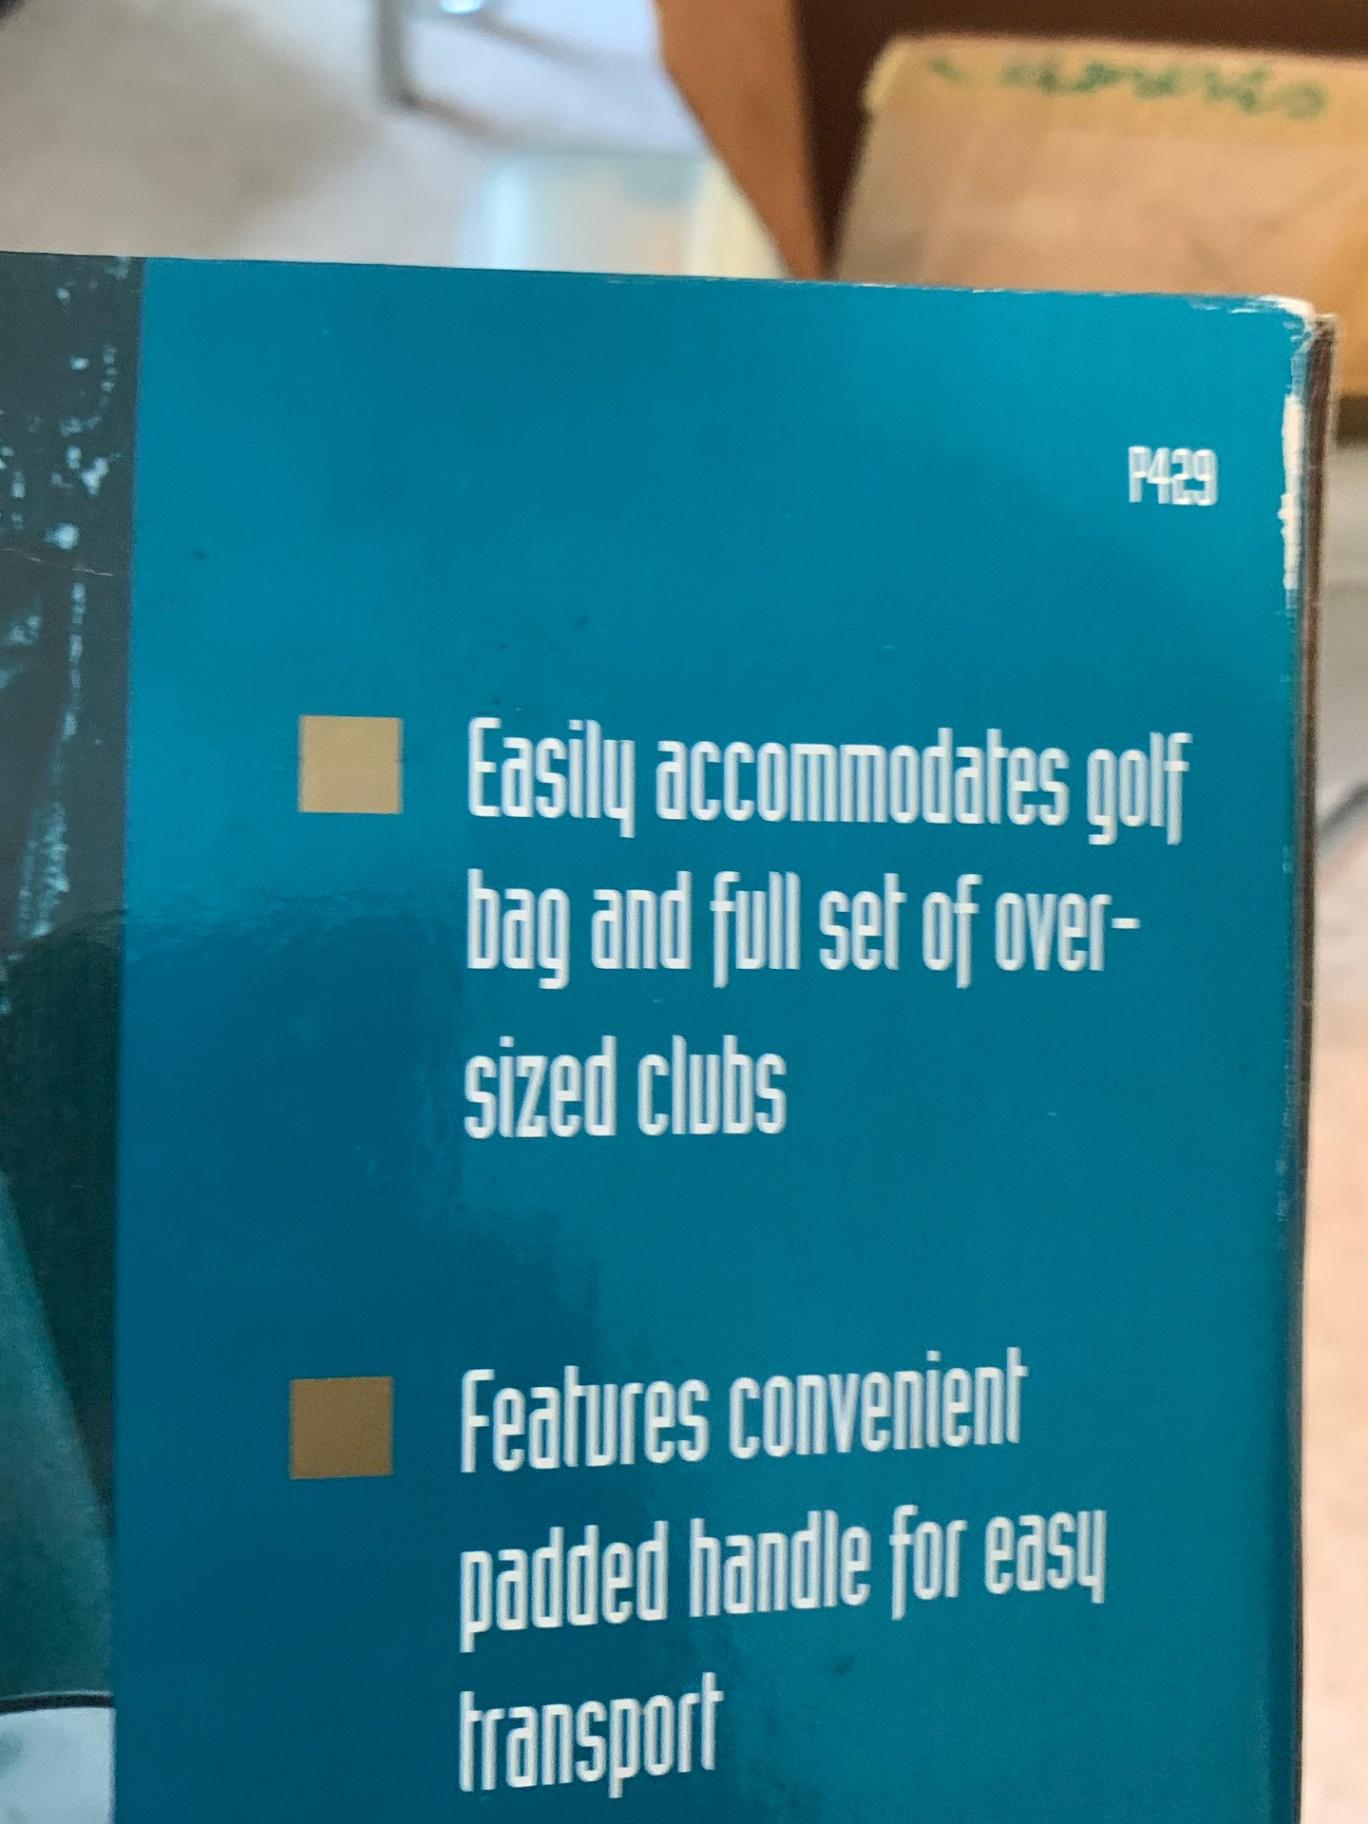 P429
Easily accommodates golf
bag and full set of over-
sized clubs
Features convenient
padded handle for easy
transport